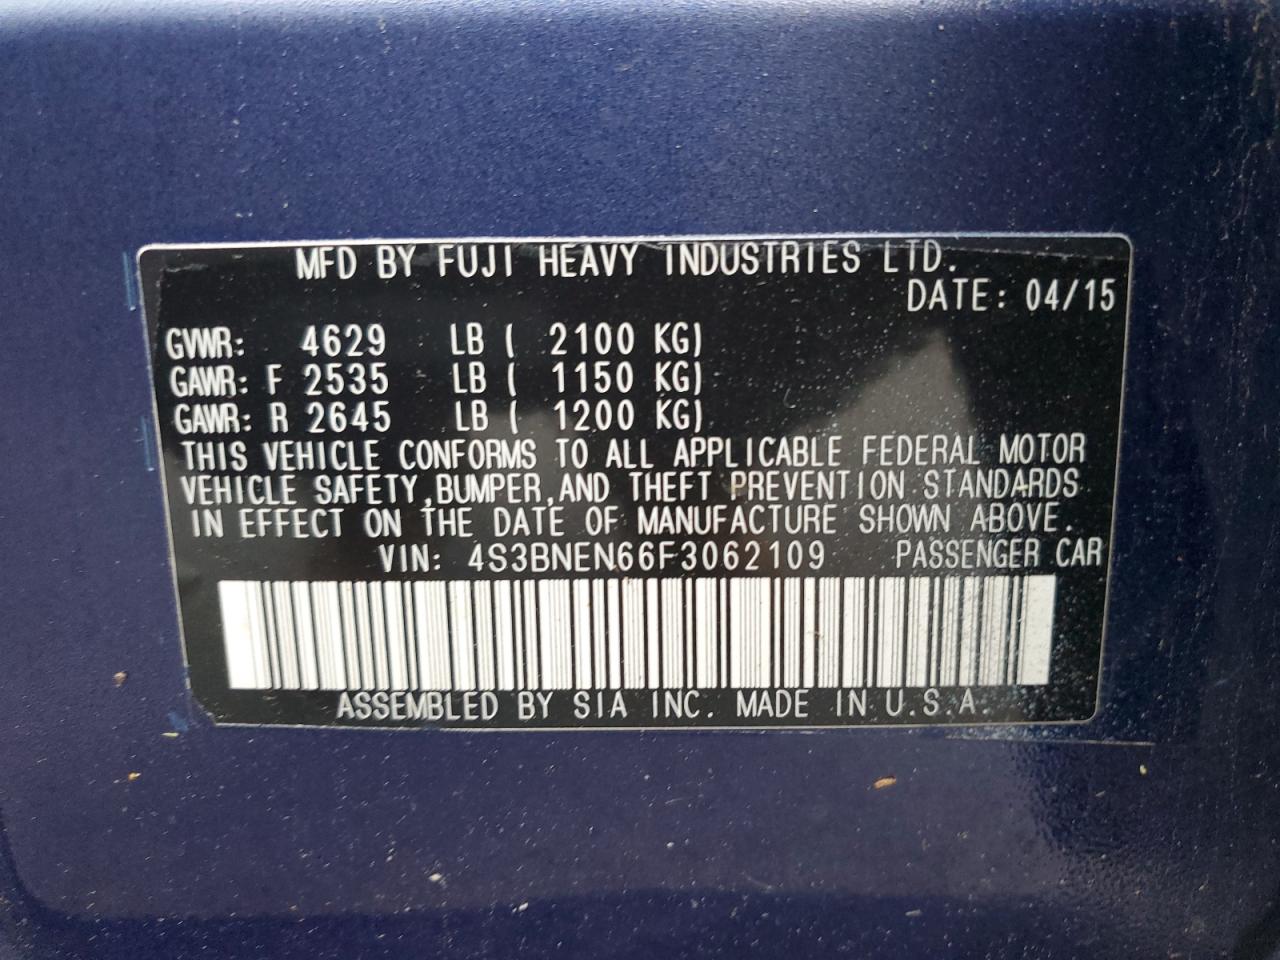 MFD BY FUJI HEAVY INDUSTRIES LTD.
DATE: 04/15
GVWR: 4629 LB ( 2100 KG)
GAWR: F 2535 LB ( 1150 KG)
GAWR: R 2645 LB ( 1200 KG)
THIS VEHICLE CONFORMS TO ALL APPLICABLE FEDERAL MOTOR
VEHICLE SAFETY,BUMPER,AND THEFT PREVENTION STANDARDS
IN EFFECT ON THE DATE OF MANUFACTURE SHOWN ABOVE.
VIN: 4S3BNEN66F3062109 PASSENGER CAR
ASSEMBLED BY SIA INC. MADE IN U.S.A.